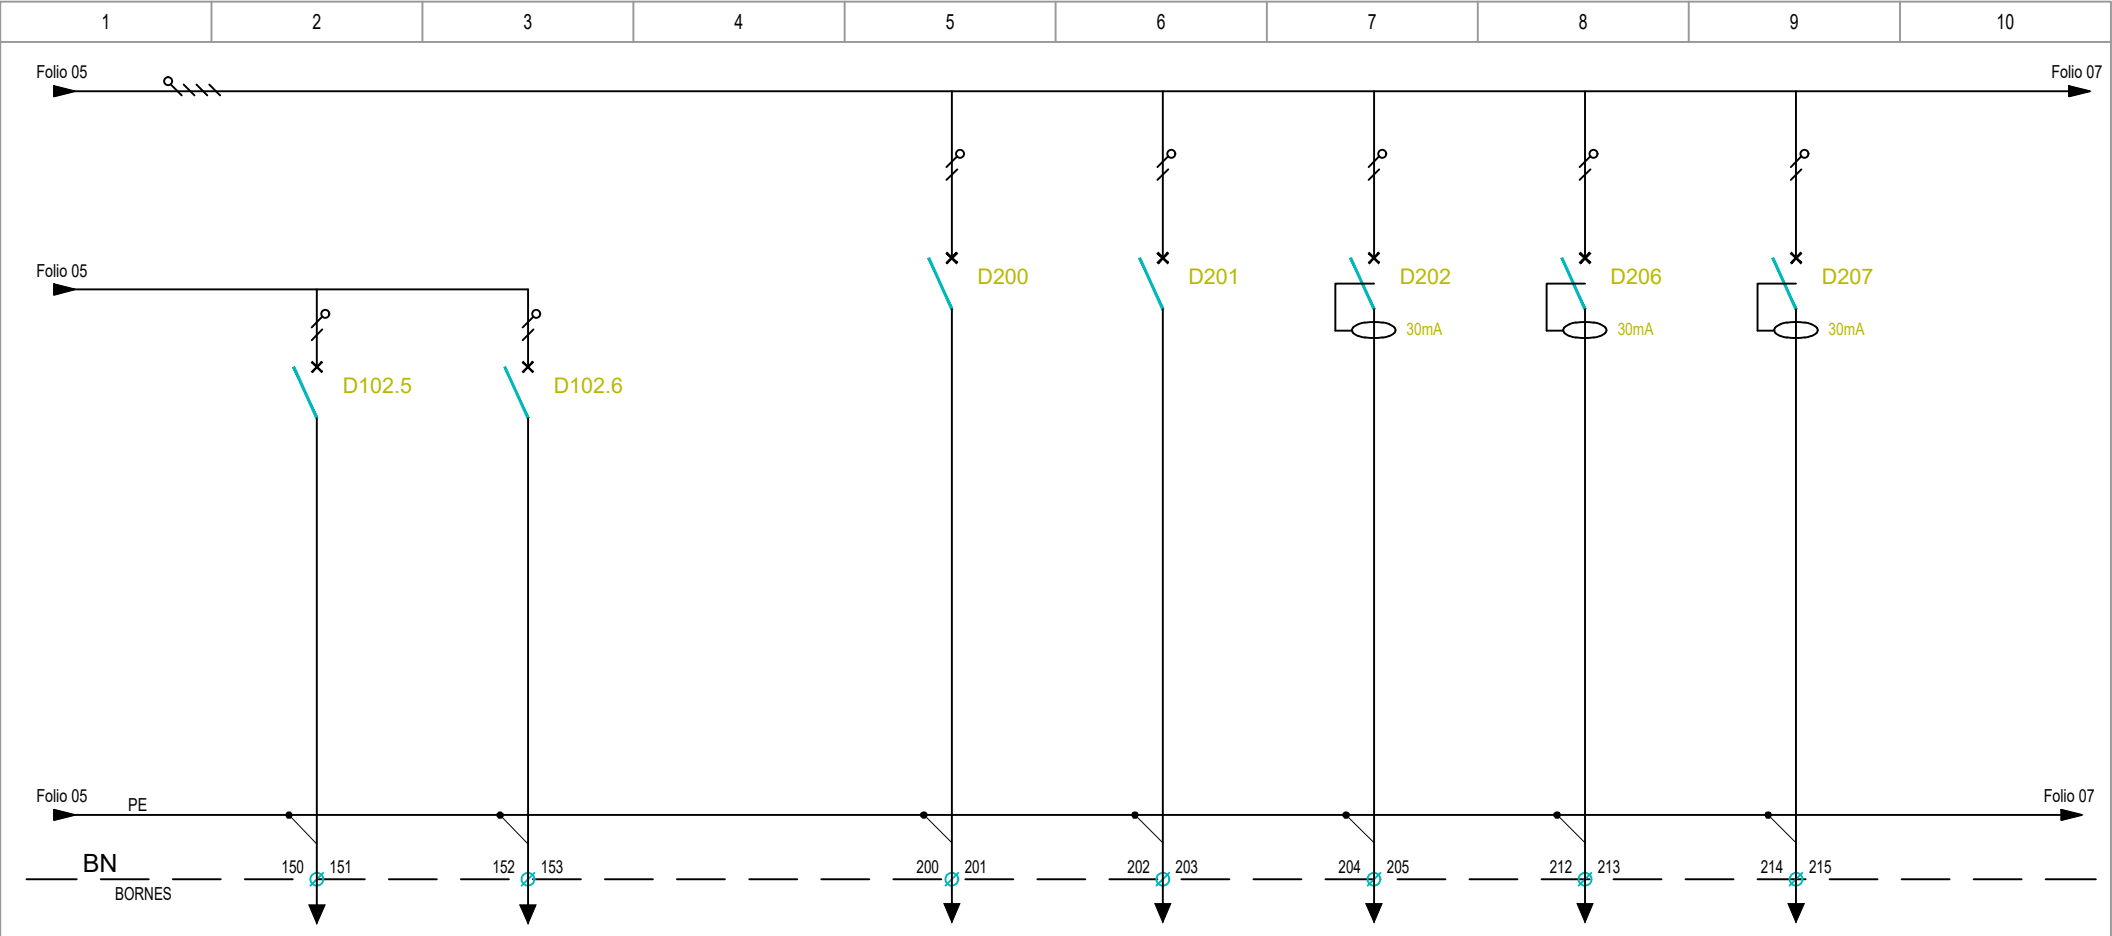 1 2 3 4 5 6 7 8 9 10
Folio 05 Folio 07
Folio 05
D200 D201 D202 D206 D207
30mA 30mA 30mA
D102.5 D102.6
Folio 05 PE Folio 07
BN 150 151 152 153 200 201 202 203 204 205 212 213 214 215
BORNES